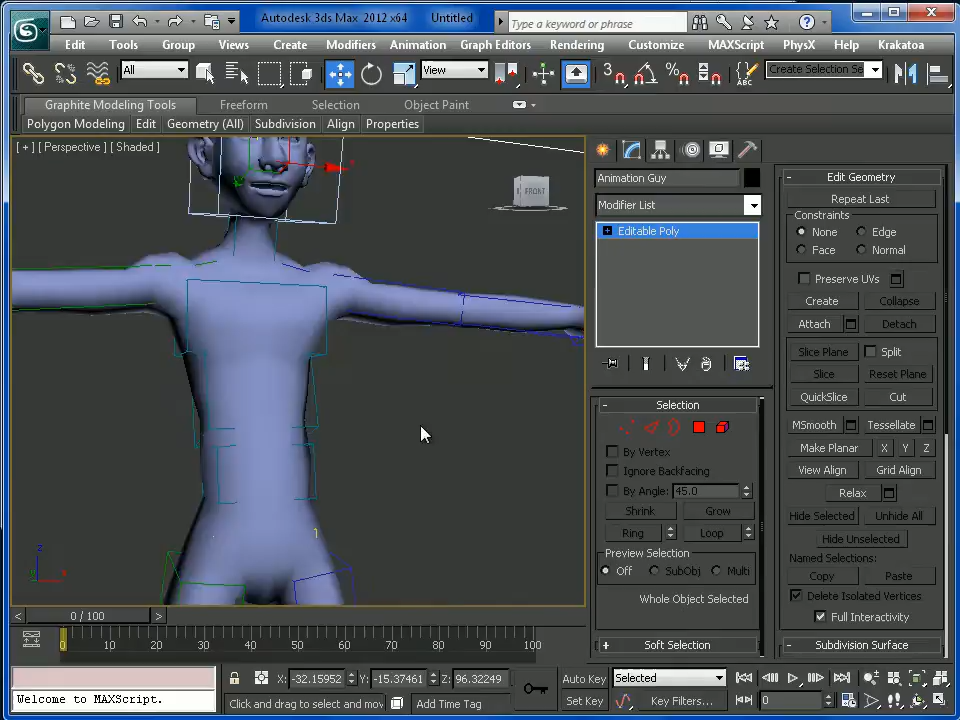 Autodesk 3ds Max 2012 x64 Untitled
Type a keyword or phrase
Edit Tools Group Views Create Modifiers Animation Graph Editors Rendering Customize MAXScript PhysX Help Krakatoa
All
View
3
ABC
Create Selection Se
Graphite Modeling Tools Freeform Selection Object Paint
Polygon Modeling Edit Geometry (All) Subdivision Align Properties
[ + ] [ Perspective ] [ Shaded ]
FRONT
Animation Guy
Modifier List
Editable Poly
Selection
By Vertex
Ignore Backfacing
By Angle: 45.0
Shrink Grow
Ring Loop
Preview Selection
Off SubObj Multi
Whole Object Selected
Soft Selection
Edit Geometry
Repeat Last
Constraints
None Edge
Face Normal
Preserve UVs
Create Collapse
Attach Detach
Slice Plane Split
Slice Reset Plane
QuickSlice Cut
MSmooth Tessellate
Make Planar X Y Z
View Align Grid Align
Relax
Hide Selected Unhide All
Hide Unselected
Named Selections:
Copy Paste
Delete Isolated Vertices
Full Interactivity
Subdivision Surface
z
x
1
0 / 100
0 10 20 30 40 50 60 70 80 90 100
X: -32.15952 Y: -15.37461 Z: 96.32249
Auto Key Selected
Welcome to MAXScript.
Click and drag to select and mov
Add Time Tag
Set Key Key Filters...
0